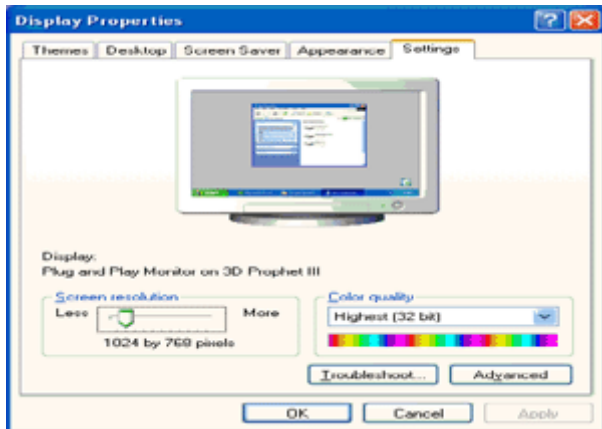 Display Properties
Themes Desktop Screen Saver Appearance Settings
Display:
Plug and Play Monitor on 3D Prophet III
Screen resolution
Less More
1024 by 768 pixels
Color quality
Highest (32 bit)
Troubleshoot... Advanced
OK Cancel Apply